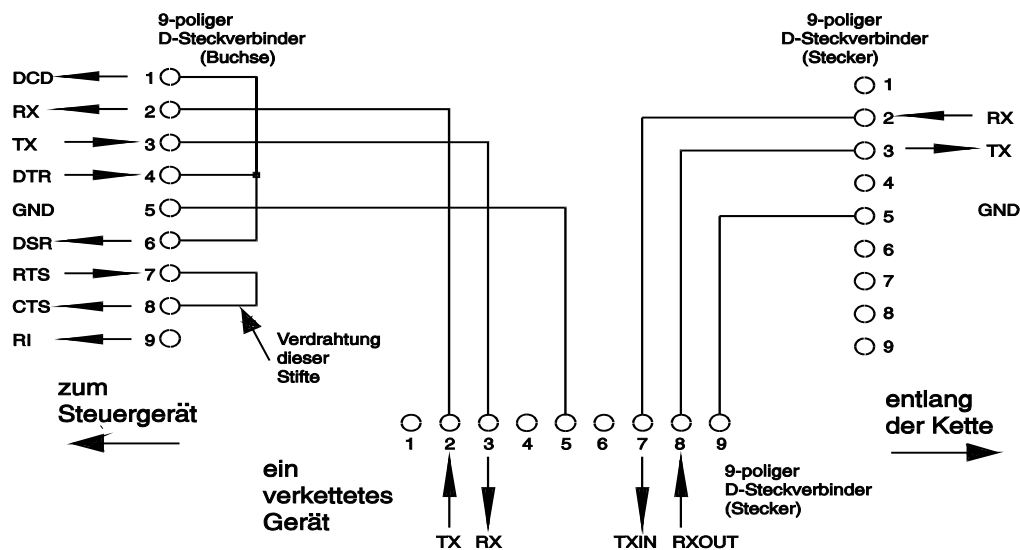 9-poliger
D-Steckverbinder
(Buchse)
DCD 1
RX 2
TX 3
DTR 4
GND 5
DSR 6
RTS 7
CTS 8
RI 9
Verdrahtung
dieser
Stifte
zum
Steuergerät
9-poliger
D-Steckverbinder
(Stecker)
1
2 RX
3 TX
4
5 GND
6
7
8
9
entlang
der Kette
1 2 3 4 5 6 7 8 9
ein
verkettetes
Gerät
9-poliger
D-Steckverbinder
(Stecker)
TX RX TXIN RXOUT